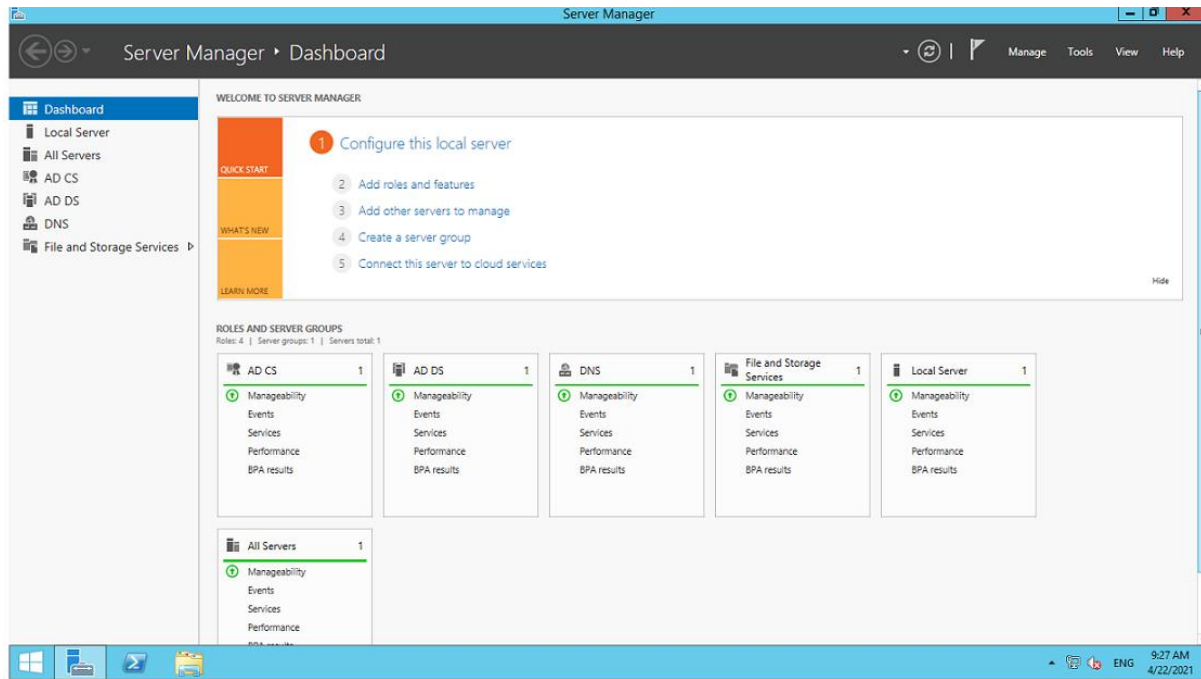 Server Manager
Server Manager • Dashboard
Manage Tools View Help
Dashboard
Local Server
All Servers
AD CS
AD DS
DNS
File and Storage Services
WELCOME TO SERVER MANAGER
QUICK START
WHAT'S NEW
LEARN MORE
1 Configure this local server
2 Add roles and features
3 Add other servers to manage
4 Create a server group
5 Connect this server to cloud services
Hide
ROLES AND SERVER GROUPS
Roles: 4 | Server groups: 1 | Servers total: 1
AD CS 1
Manageability
Events
Services
Performance
BPA results
AD DS 1
Manageability
Events
Services
Performance
BPA results
DNS 1
Manageability
Events
Services
Performance
BPA results
File and Storage
Services 1
Manageability
Events
Services
Performance
BPA results
Local Server 1
Manageability
Events
Services
Performance
BPA results
All Servers 1
Manageability
Events
Services
Performance
BPA results
ENG
9:27 AM
4/22/2021